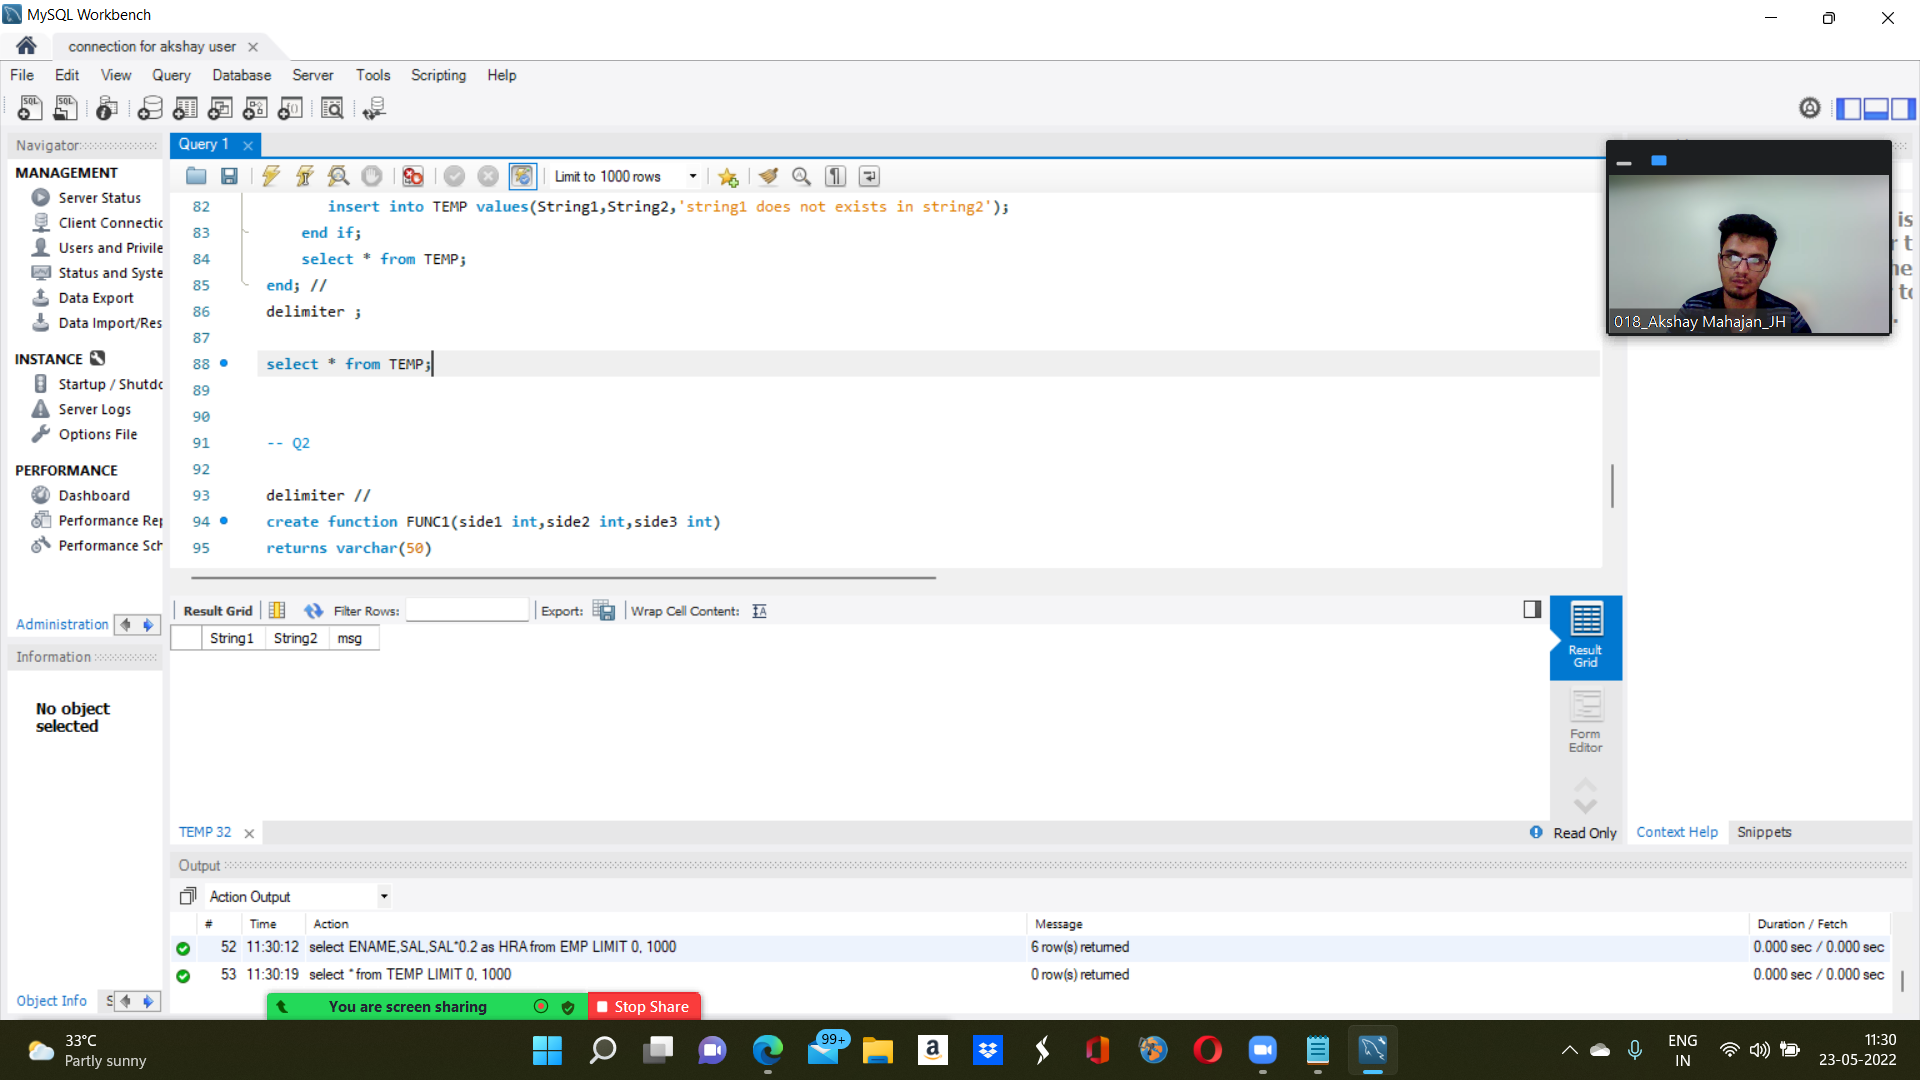 MySQL Workbench
connection for akshay user
File Edit View Query Database Server Tools Scripting Help
Navigator
MANAGEMENT
Server Status
Client Connectic
Users and Privile
Status and Syste
Data Export
Data Import/Res
INSTANCE
Startup / Shutdc
Server Logs
Options File
PERFORMANCE
Dashboard
Performance Rep
Performance Sch
Administration
Information
No object
selected
Object Info S
Query 1
Limit to 1000 rows
82 insert into TEMP values(String1,String2,'string1 does not exists in string2');
83 end if;
84 select * from TEMP;
85 end; //
86 delimiter ;
87
88 select * from TEMP;
89
90
91 -- Q2
92
93 delimiter //
94 create function FUNC1(side1 int,side2 int,side3 int)
95 returns varchar(50)
018_Akshay Mahajan_JH
Result Grid Filter Rows: Export: Wrap Cell Content:
String1 String2 msg
Result
Grid
Form
Editor
TEMP 32
Read Only
Context Help Snippets
Output
Action Output
# Time Action Message Duration / Fetch
52 11:30:12 select ENAME,SAL,SAL*0.2 as HRA from EMP LIMIT 0, 1000 6 row(s) returned 0.000 sec / 0.000 sec
53 11:30:19 select * from TEMP LIMIT 0, 1000 0 row(s) returned 0.000 sec / 0.000 sec
You are screen sharing Stop Share
33°C
Partly sunny
99+
ENG
IN
11:30
23-05-2022